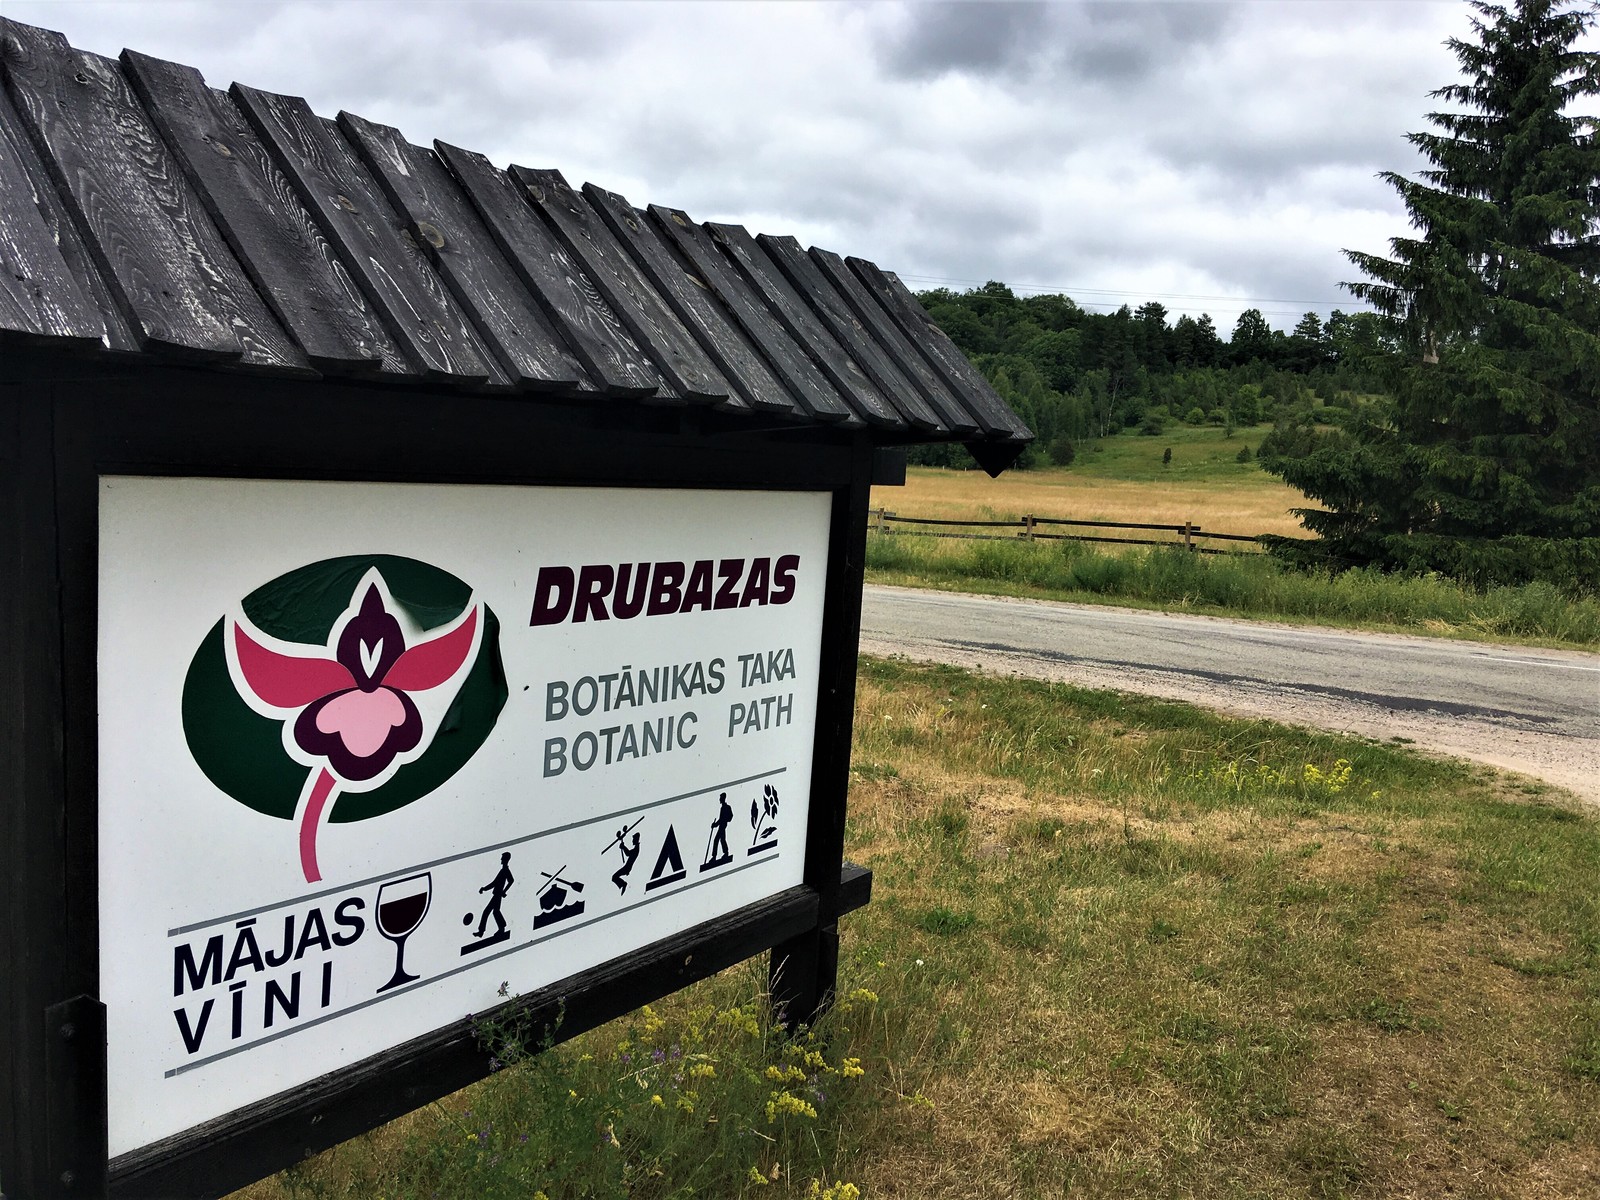 DRUBAZAS
BOTĀNIKAS TAKA
BOTANIC PATH
MĀJAS
VĪNI